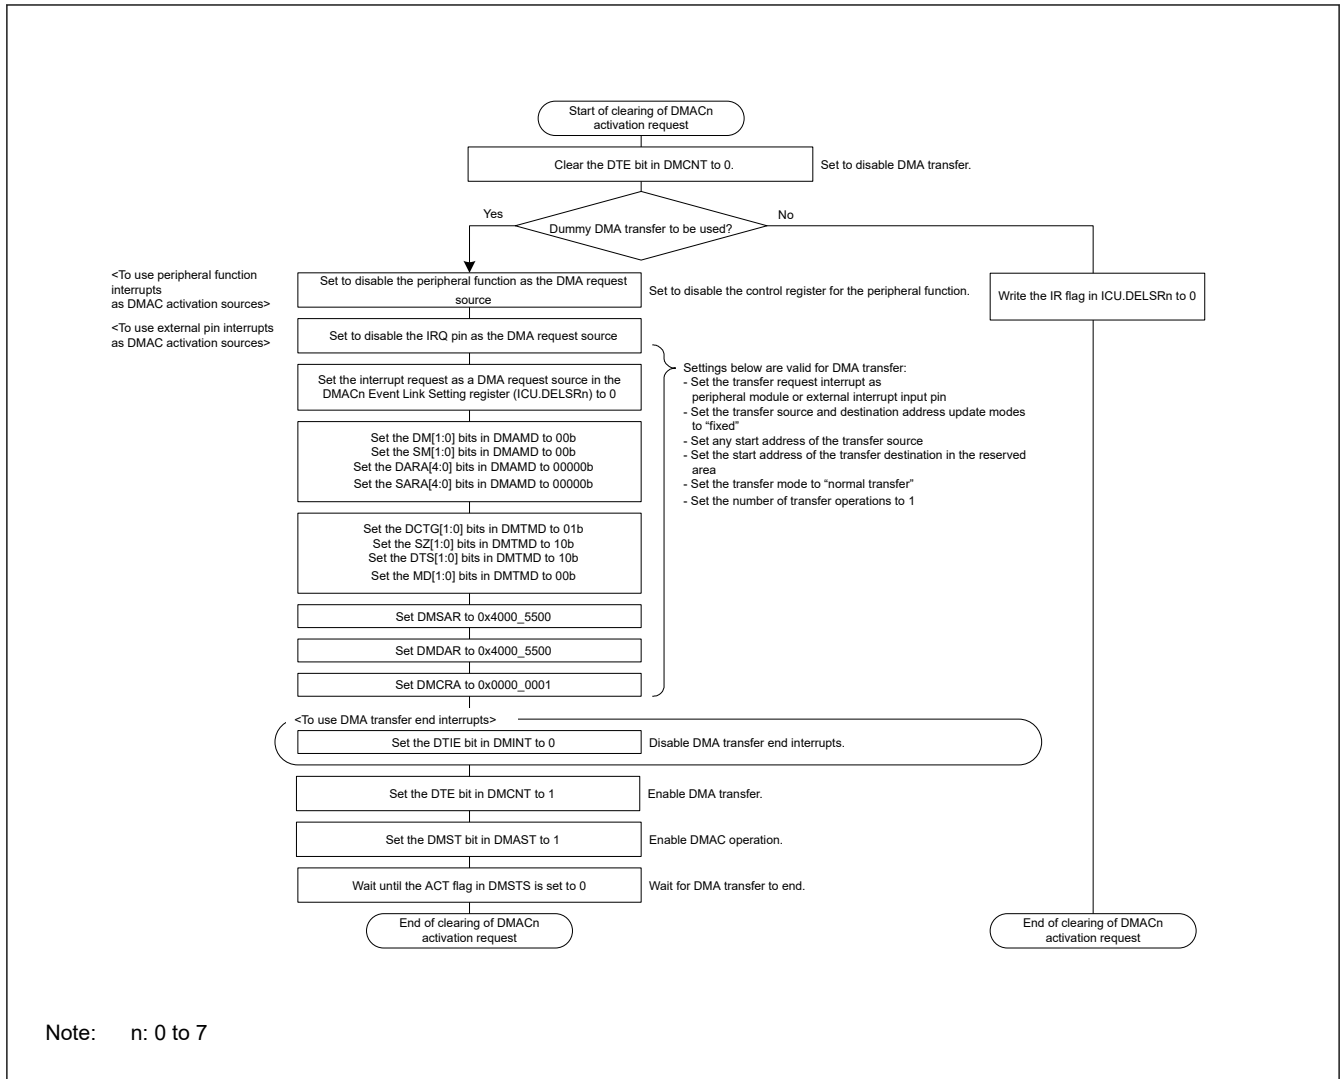 Start of clearing of DMACn
activation request
Clear the DTE bit in DMCNT to 0.
Set to disable DMA transfer.
Yes
No
Dummy DMA transfer to be used?
<To use peripheral function
interrupts
as DMAC activation sources>
Set to disable the peripheral function as the DMA request
source
Set to disable the control register for the peripheral function.
Write the IR flag in ICU.DELSRn to 0
<To use external pin interrupts
as DMAC activation sources>
Set to disable the IRQ pin as the DMA request source
Set the interrupt request as a DMA request source in the
DMACn Event Link Setting register (ICU.DELSRn) to 0
Settings below are valid for DMA transfer:
- Set the transfer request interrupt as
peripheral module or external interrupt input pin
- Set the transfer source and destination address update modes
to “fixed”
- Set any start address of the transfer source
- Set the start address of the transfer destination in the reserved
area
- Set the transfer mode to “normal transfer”
- Set the number of transfer operations to 1
Set the DM[1:0] bits in DMAMD to 00b
Set the SM[1:0] bits in DMAMD to 00b
Set the DARA[4:0] bits in DMAMD to 00000b
Set the SARA[4:0] bits in DMAMD to 00000b
Set the DCTG[1:0] bits in DMTMD to 01b
Set the SZ[1:0] bits in DMTMD to 10b
Set the DTS[1:0] bits in DMTMD to 10b
Set the MD[1:0] bits in DMTMD to 00b
Set DMSAR to 0x4000_5500
Set DMDAR to 0x4000_5500
Set DMCRA to 0x0000_0001
<To use DMA transfer end interrupts>
Set the DTIE bit in DMINT to 0
Disable DMA transfer end interrupts.
Set the DTE bit in DMCNT to 1
Enable DMA transfer.
Set the DMST bit in DMAST to 1
Enable DMAC operation.
Wait until the ACT flag in DMSTS is set to 0
Wait for DMA transfer to end.
End of clearing of DMACn
activation request
End of clearing of DMACn
activation request
Note: n: 0 to 7